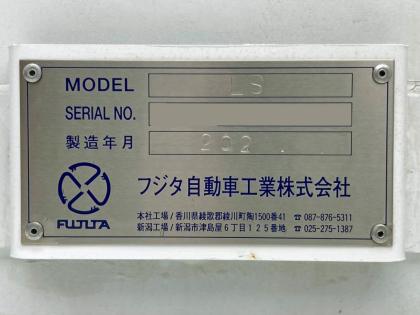 MODEL LS
SERIAL NO.
製造年月 202 .
フジタ自動車工業株式会社
FUJITA
本社工場/香川県綾歌郡綾川町陶1500番41 ☎ 087-876-5311
新潟工場/新潟市津島屋6丁目125番地 ☎ 025-275-1387